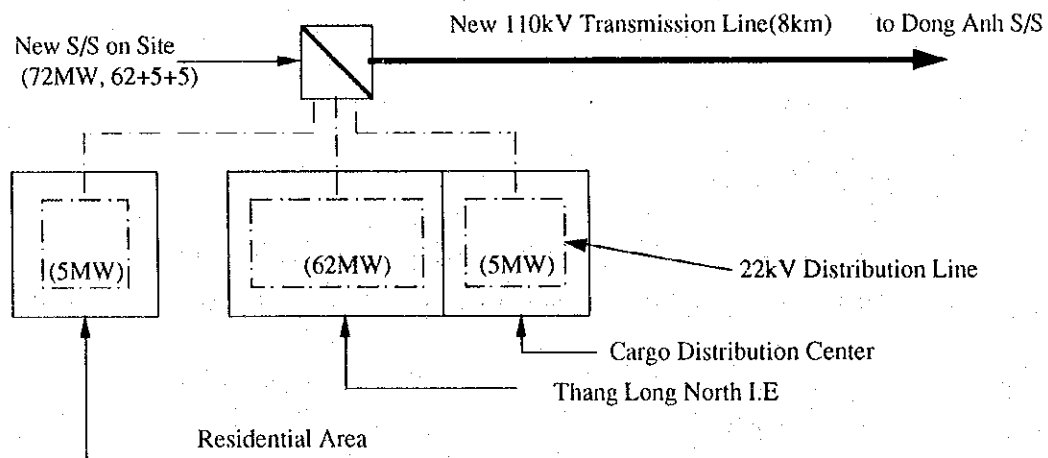 New 110kV Transmission Line(8km) to Dong Anh S/S
New S/S on Site
(72MW, 62+5+5)
(5MW)
(62MW)
(5MW)
22kV Distribution Line
Cargo Distribution Center
Thang Long North I.E
Residential Area